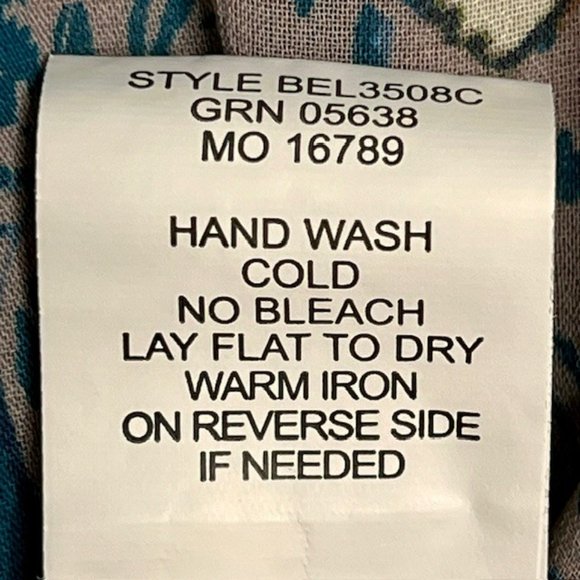 STYLE BEL3508C
GRN 05638
MO 16789
HAND WASH
COLD
NO BLEACH
LAY FLAT TO DRY
WARM IRON
ON REVERSE SIDE
IF NEEDED